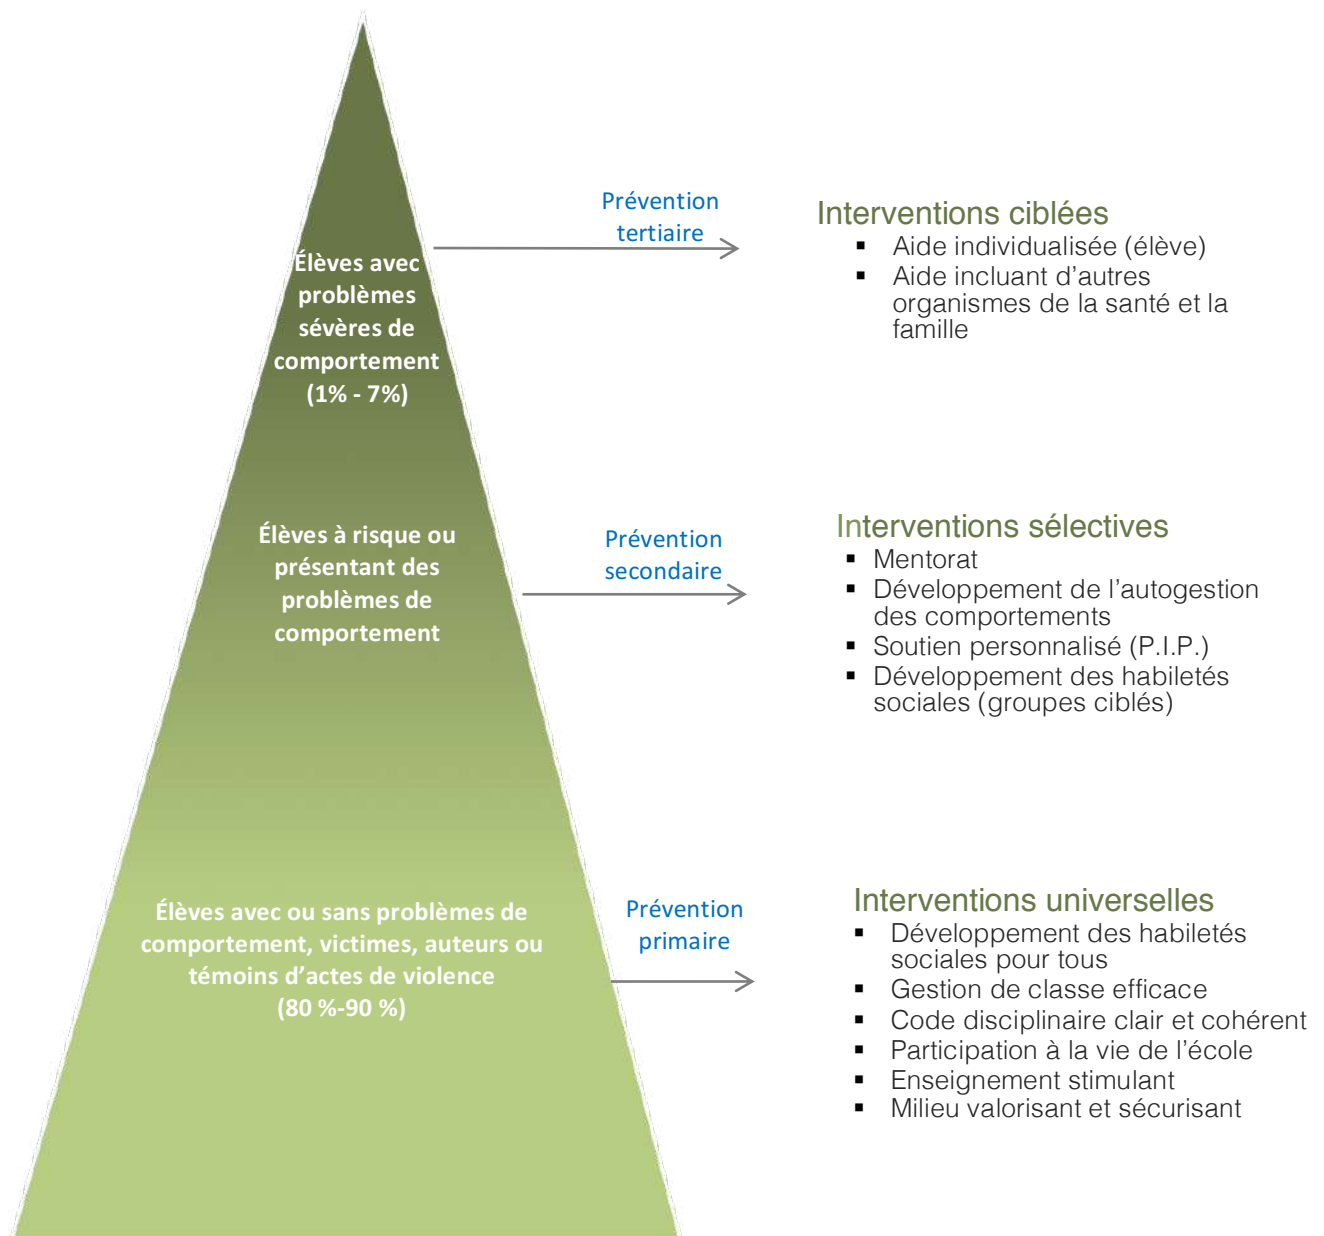 Prévention
tertiaire
Interventions ciblées
▪ Aide individualisée (élève)
▪ Aide incluant d'autres
organismes de la santé et la
famille
Élèves avec
problèmes
sévères de
comportement
(1% - 7%)
Élèves à risque ou
présentant des
problèmes de
comportement
Prévention
secondaire
Interventions sélectives
▪ Mentorat
▪ Développement de l'autogestion
des comportements
▪ Soutien personnalisé (P.I.P.)
▪ Développement des habiletés
sociales (groupes ciblés)
Élèves avec ou sans problèmes de
comportement, victimes, auteurs ou
témoins d'actes de violence
(80 %-90 %)
Prévention
primaire
Interventions universelles
▪ Développement des habiletés
sociales pour tous
▪ Gestion de classe efficace
▪ Code disciplinaire clair et cohérent
▪ Participation à la vie de l'école
▪ Enseignement stimulant
▪ Milieu valorisant et sécurisant